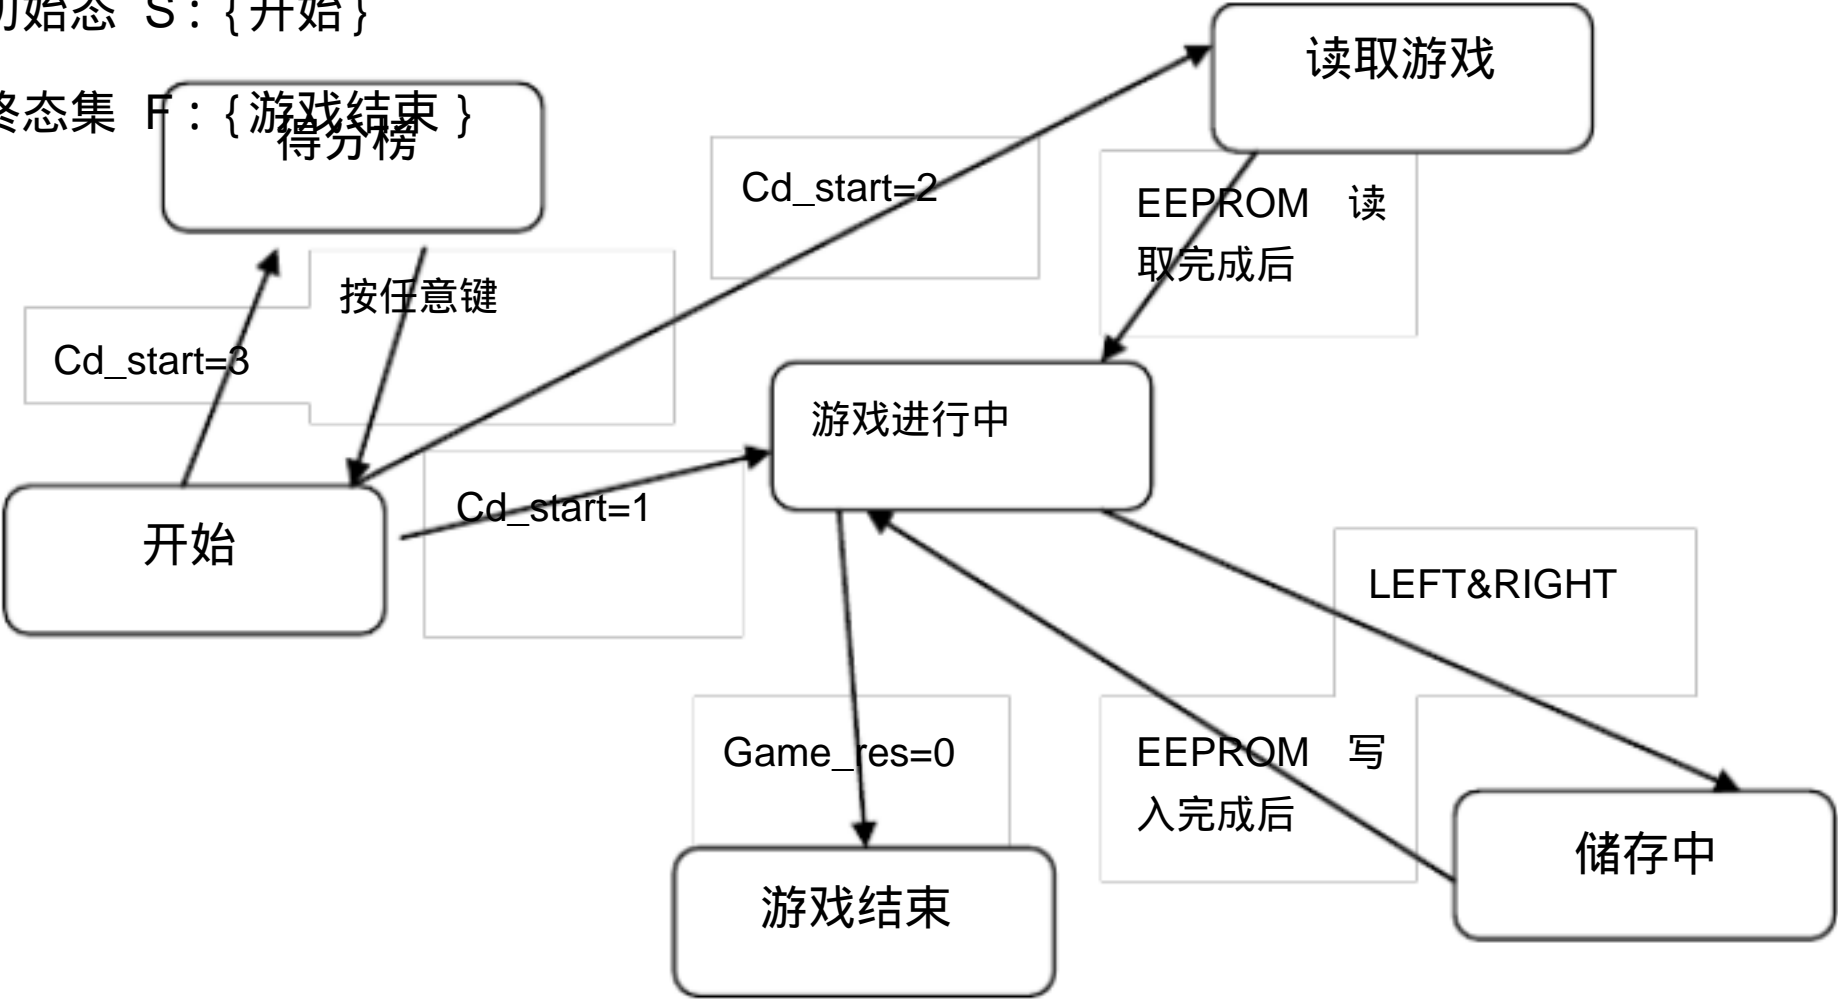 初始态 S：{开始}
终态集 F：{游戏结束}
得分榜
读取游戏
Cd_start=2
EEPROM 读
取完成后
按任意键
Cd_start=3
游戏进行中
Cd_start=1
开始
LEFT&RIGHT
Game_res=0
EEPROM 写
入完成后
储存中
游戏结束